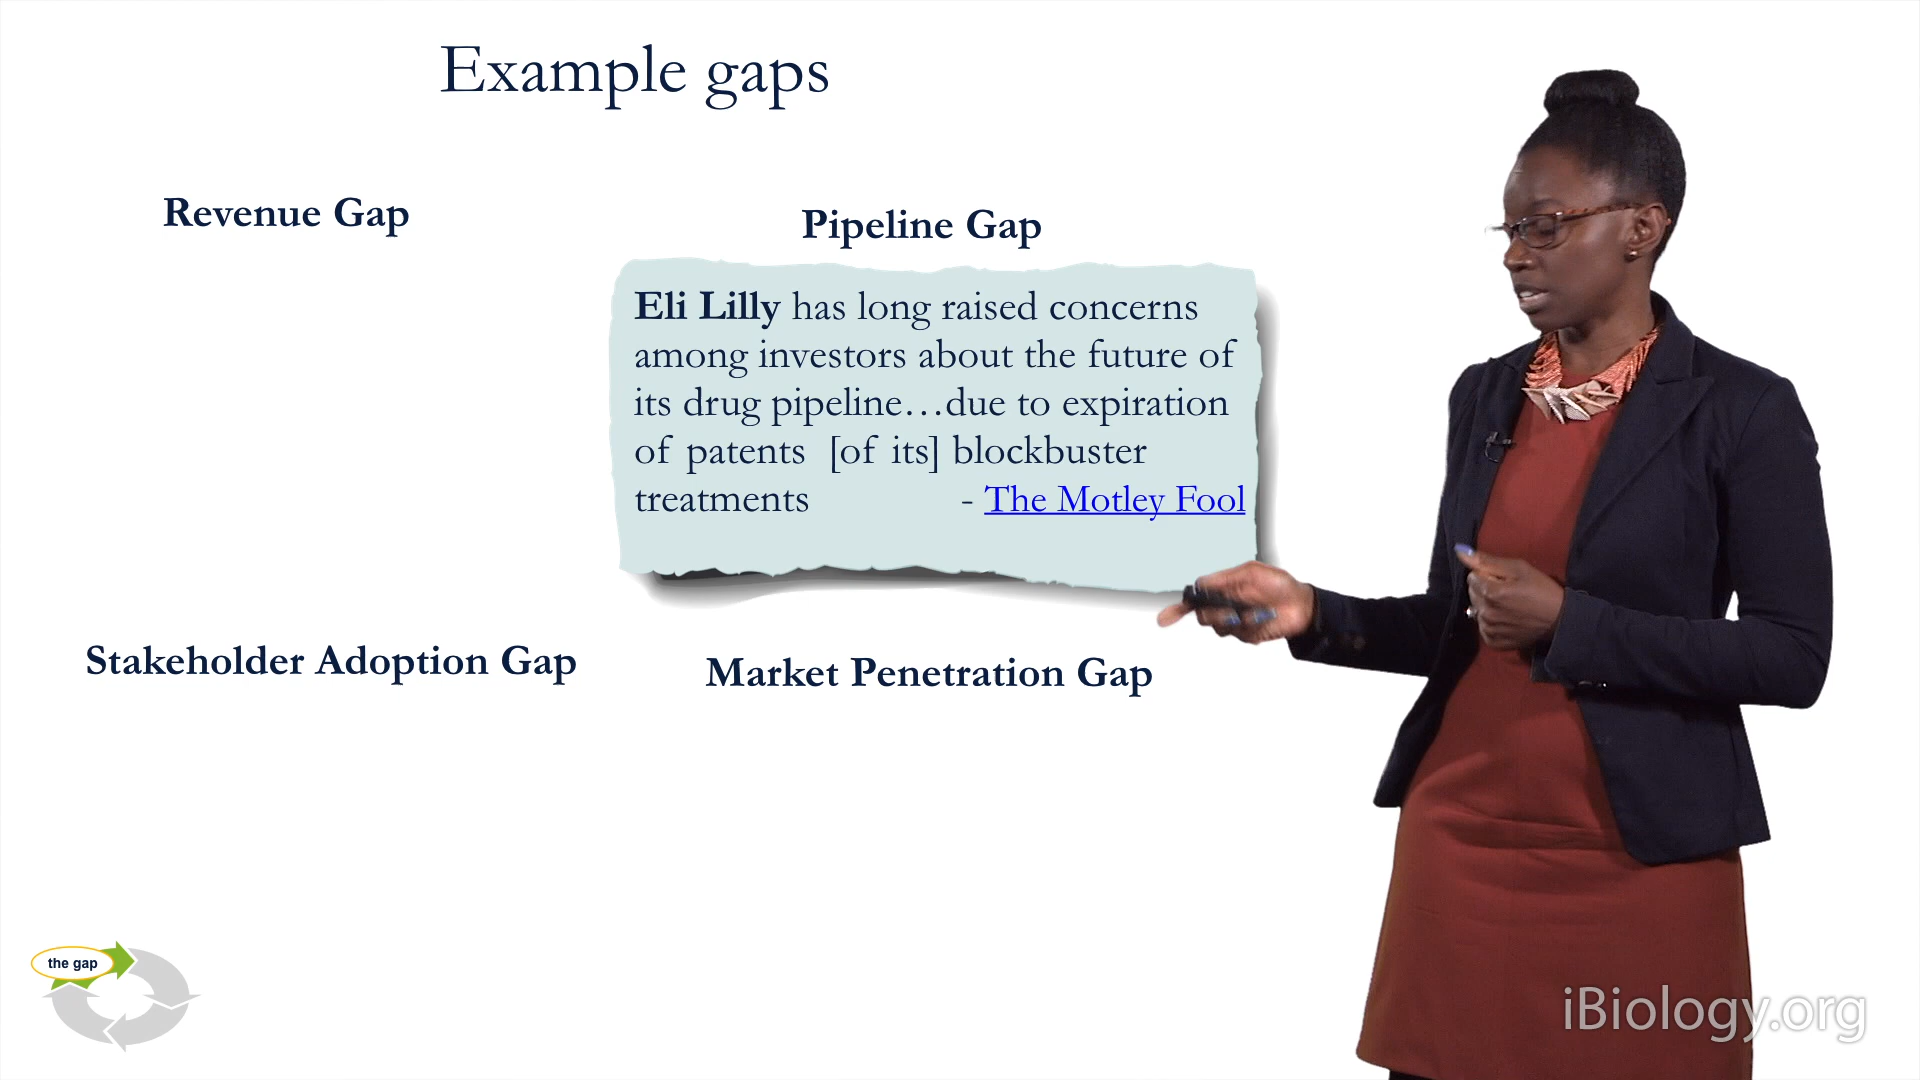 Example gaps
Revenue Gap
Pipeline Gap
Eli Lilly has long raised concerns
among investors about the future of
its drug pipeline…due to expiration
of patents [of its] blockbuster
treatments - The Motley Fool
Stakeholder Adoption Gap
Market Penetration Gap
the gap
iBiology.org